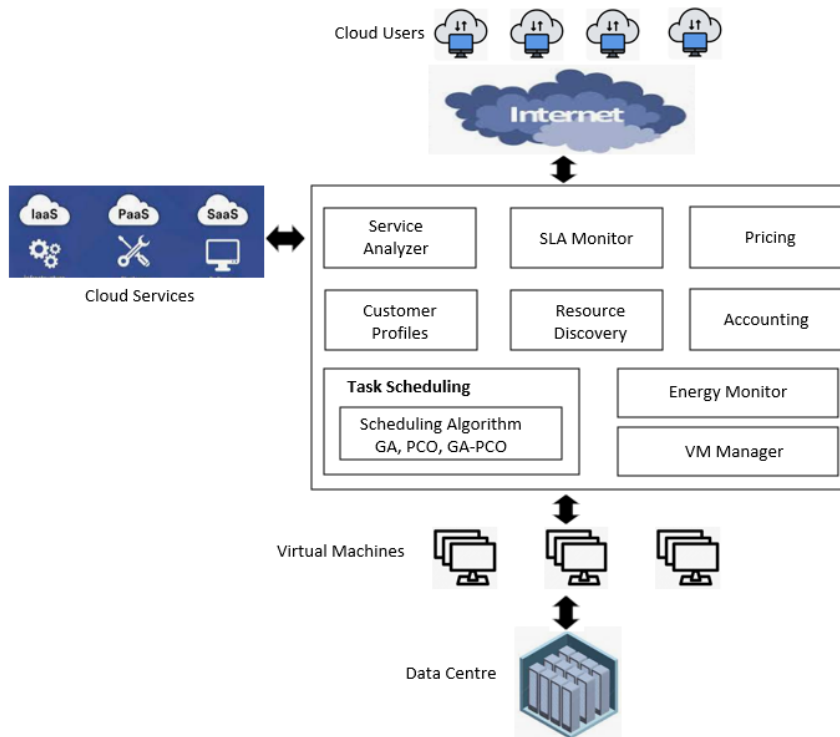 Cloud Users
Internet
IaaS
PaaS
SaaS
Cloud Services
Service
Analyzer
SLA Monitor
Pricing
Customer
Profiles
Resource
Discovery
Accounting
Task Scheduling
Scheduling Algorithm
GA, PCO, GA-PCO
Energy Monitor
VM Manager
Virtual Machines
Data Centre